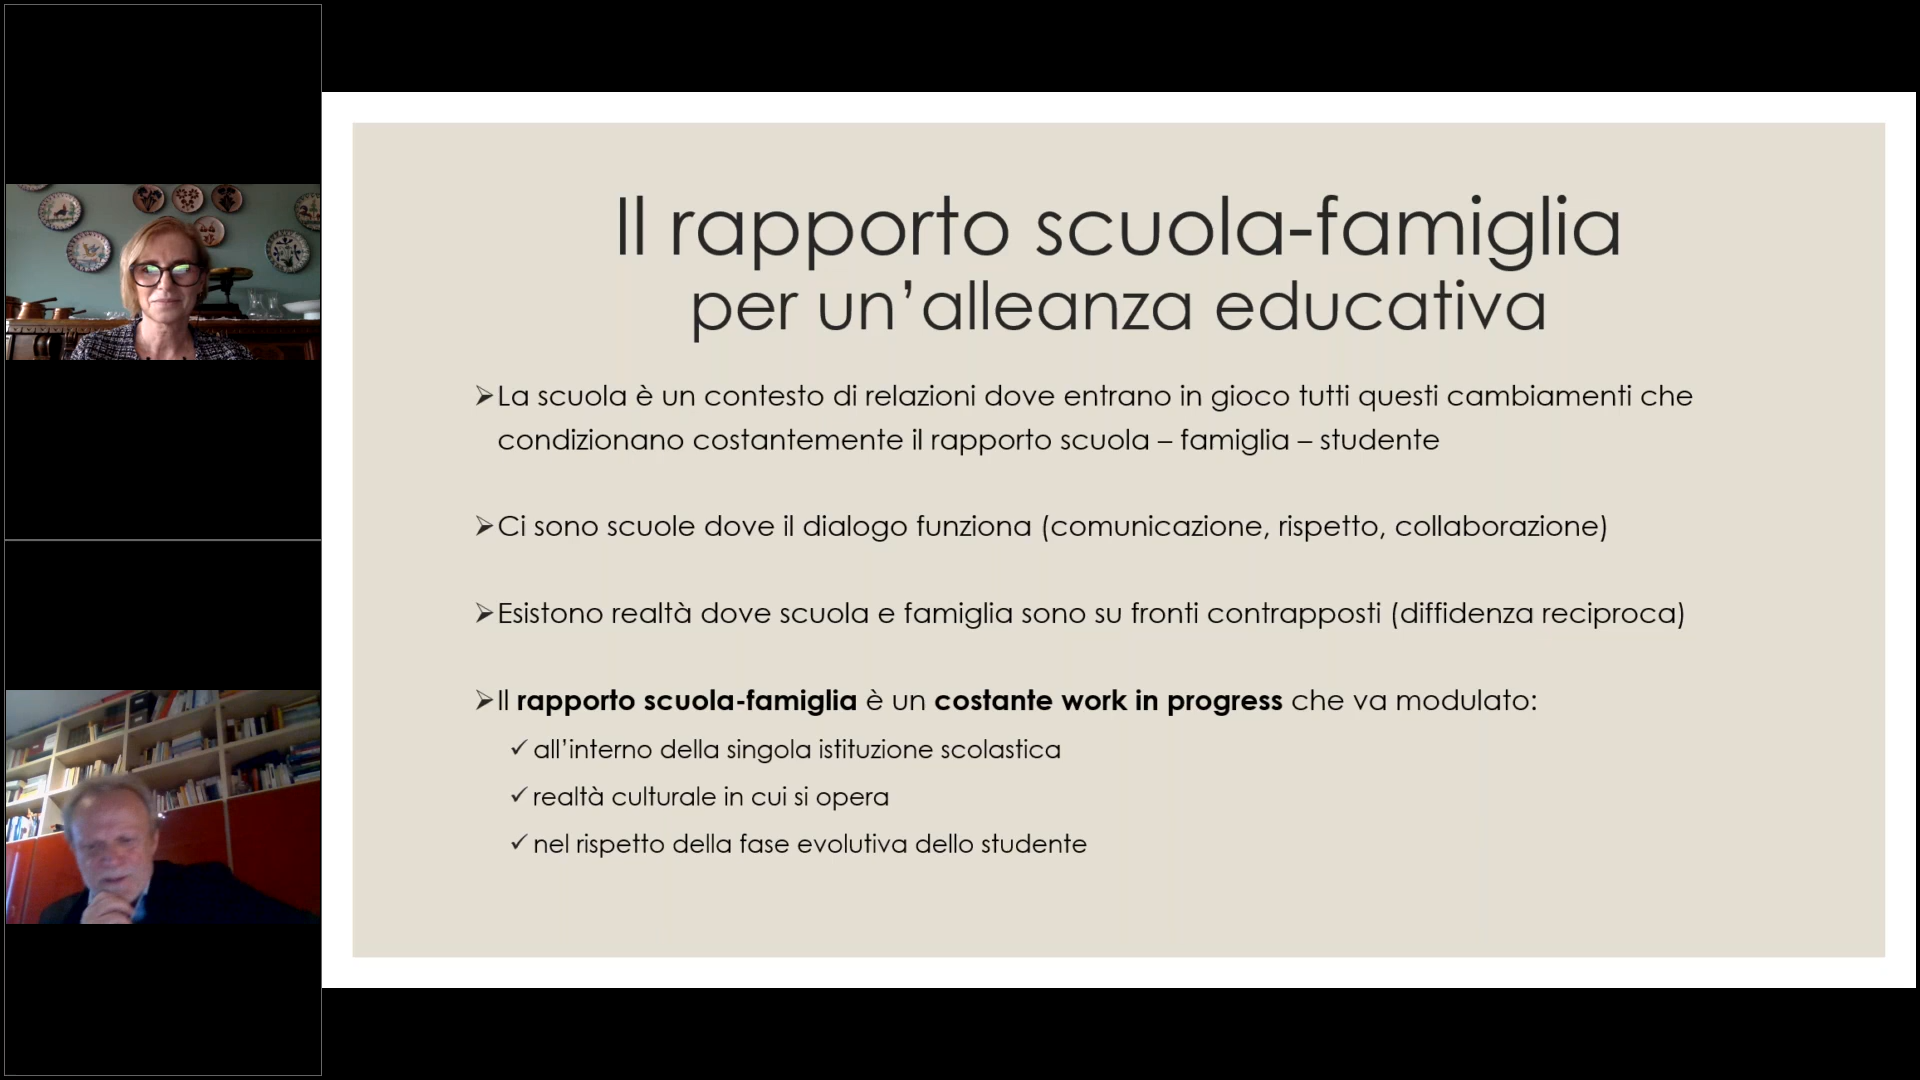 Il rapporto scuola-famiglia
per un’alleanza educativa
➢La scuola è un contesto di relazioni dove entrano in gioco tutti questi cambiamenti che
condizionano costantemente il rapporto scuola – famiglia – studente
➢Ci sono scuole dove il dialogo funziona (comunicazione, rispetto, collaborazione)
➢Esistono realtà dove scuola e famiglia sono su fronti contrapposti (diffidenza reciproca)
➢Il rapporto scuola-famiglia è un costante work in progress che va modulato:
✓all’interno della singola istituzione scolastica
✓realtà culturale in cui si opera
✓nel rispetto della fase evolutiva dello studente